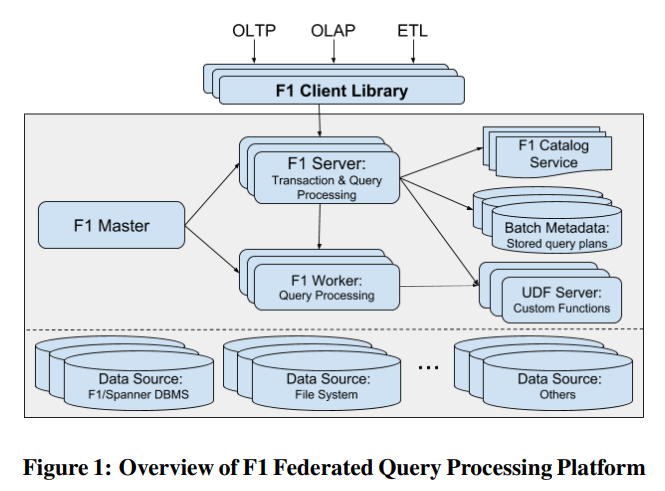 OLTP OLAP ETL
F1 Client Library
F1 Server:
Transaction & Query
Processing
F1 Catalog
Service
F1 Master
Batch Metadata:
Stored query plans
F1 Worker:
Query Processing
UDF Server:
Custom Functions
Data Source:
F1/Spanner DBMS
Data Source:
File System
...
Data Source:
Others
Figure 1: Overview of F1 Federated Query Processing Platform